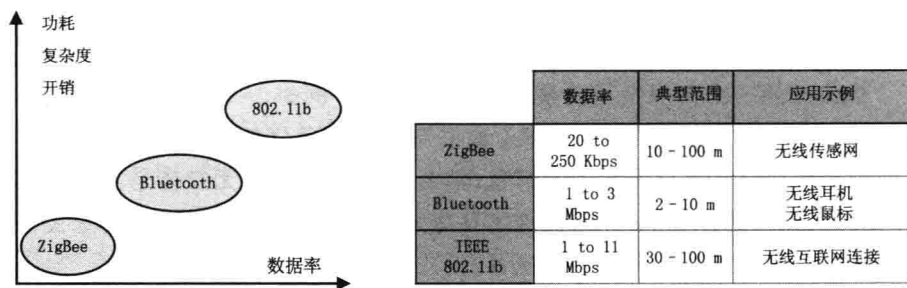 功耗
复杂度
开销
802.11b
Bluetooth
ZigBee
数据率
数据率 典型范围 应用示例
ZigBee 20 to 250 Kbps 10-100 m 无线传感网
Bluetooth 1 to 3 Mbps 2-10 m 无线耳机 无线鼠标
IEEE 802.11b 1 to 11 Mbps 30-100 m 无线互联网连接